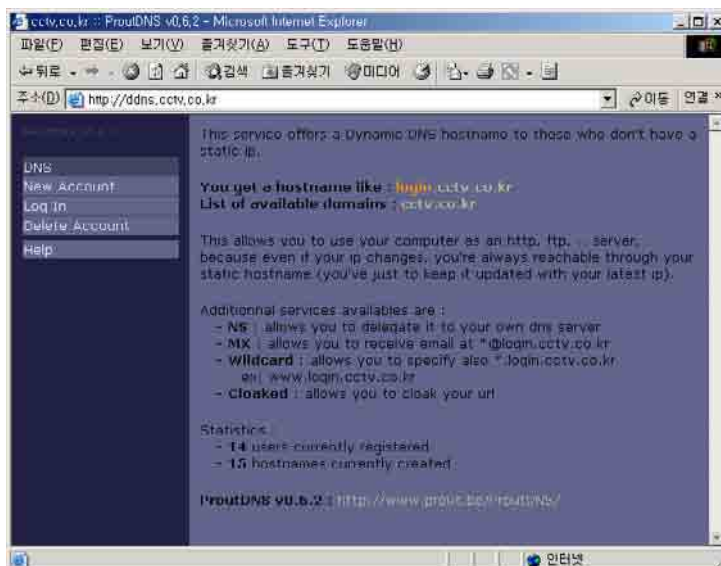 cctv.co.kr :: ProutDNS v0.6.2 - Microsoft Internet Explorer
파일(F) 편집(E) 보기(V) 즐겨찾기(A) 도구(T) 도움말(H)
뒤로 검색 즐겨찾기 미디어
주소(D) http://ddns.cctv.co.kr 이동 연결 »
DNS
New Account
Log In
Delete Account
Help
This service offers a Dynamic DNS hostname to those who don't have a
static ip.
You get a hostname like : login.cctv.co.kr
List of available domains : cctv.co.kr
This allows you to use your computer as an http, ftp, ... server,
because even if your ip changes, you're always reachable through your
static hostname (you've just to keep it updated with your latest ip).
Additionnal services availables are :
- NS : allows you to delegate it to your own dns server
- MX : allows you to receive email at *@login.cctv.co.kr
- Wildcard : allows you to specify also *.login.cctv.co.kr
ex: www.login.cctv.co.kr
- Cloaked : allows you to cloak your url
Statistics :
- 14 users currently registered
- 15 hostnames currently created
ProutDNS v0.6.2 : http://www.prout.be/ProutDNS/
인터넷